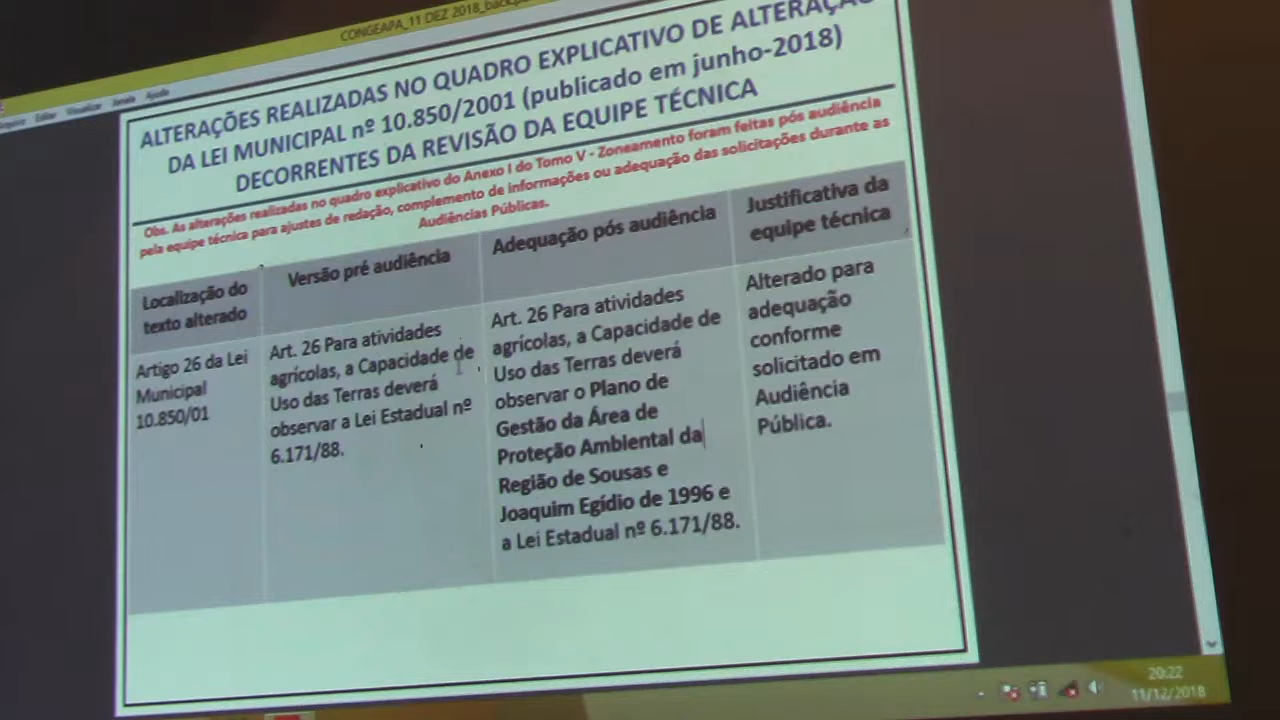 CONGEAPA_11 DEZ 2018_back
Editar Visualizar Janela Ajuda
ALTERAÇÕES REALIZADAS NO QUADRO EXPLICATIVO DE ALTERAÇÃO
DA LEI MUNICIPAL nº 10.850/2001 (publicado em junho-2018)
DECORRENTES DA REVISÃO DA EQUIPE TÉCNICA
Obs. As alterações realizadas no quadro explicativo do Anexo I do Tomo V - Zoneamento foram feitas pós audiência
pela equipe técnica para ajustes de redação, complemento de informações ou adequação das solicitações durante as
Audiências Públicas.
Localização do
texto alterado
Versão pré audiência
Adequação pós audiência
Justificativa da
equipe técnica
Artigo 26 da Lei
Municipal
10.850/01
Art. 26 Para atividades
agrícolas, a Capacidade de
Uso das Terras deverá
observar a Lei Estadual nº
6.171/88.
Art. 26 Para atividades
agrícolas, a Capacidade de
Uso das Terras deverá
observar o Plano de
Gestão da Área de
Proteção Ambiental da
Região de Sousas e
Joaquim Egídio de 1996 e
a Lei Estadual nº 6.171/88.
Alterado para
adequação
conforme
solicitado em
Audiência
Pública.
20:22
11/12/2018